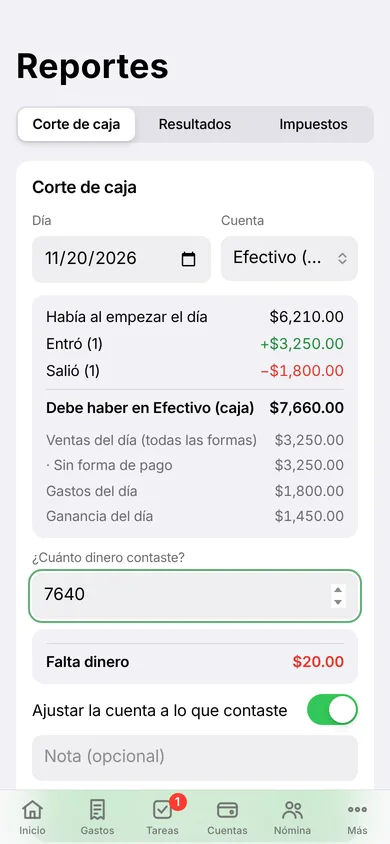 Reportes
Corte de caja Resultados Impuestos
Corte de caja
Día Cuenta
11/20/2026 Efectivo (...
Había al empezar el día $6,210.00
Entró (1) +$3,250.00
Salió (1) −$1,800.00
Debe haber en Efectivo (caja) $7,660.00
Ventas del día (todas las formas) $3,250.00
· Sin forma de pago $3,250.00
Gastos del día $1,800.00
Ganancia del día $1,450.00
¿Cuánto dinero contaste?
7640
Falta dinero $20.00
Ajustar la cuenta a lo que contaste
Nota (opcional)
1
Inicio Gastos Tareas Cuentas Nómina Más